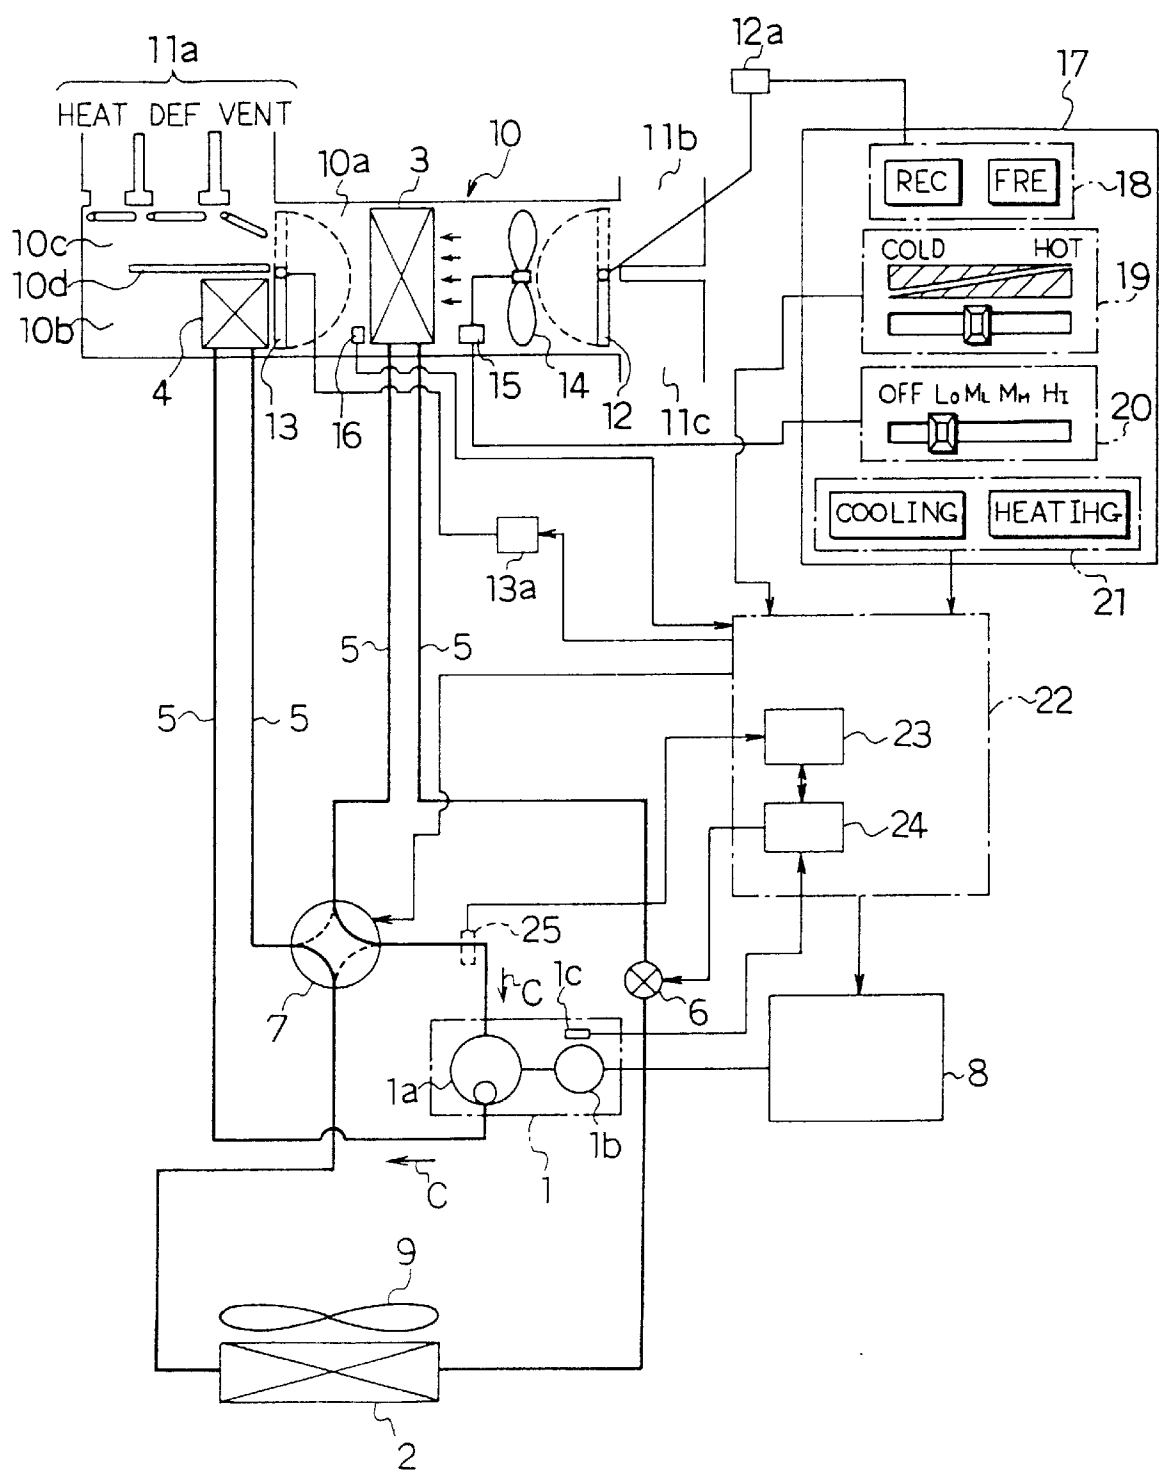 11a
12a
17
HEAT DEF VENT
10
11b
10a
3
REC FRE
18
10c
COLD HOT
10d
19
10b
4
13
16
15
14
12
11c
OFF LO ML MM HI
20
COOLING HEATIHG
13a
21
5 5
5 5
22
23
24
25
7
C
1c
6
1a
1b
8
1
C
9
2